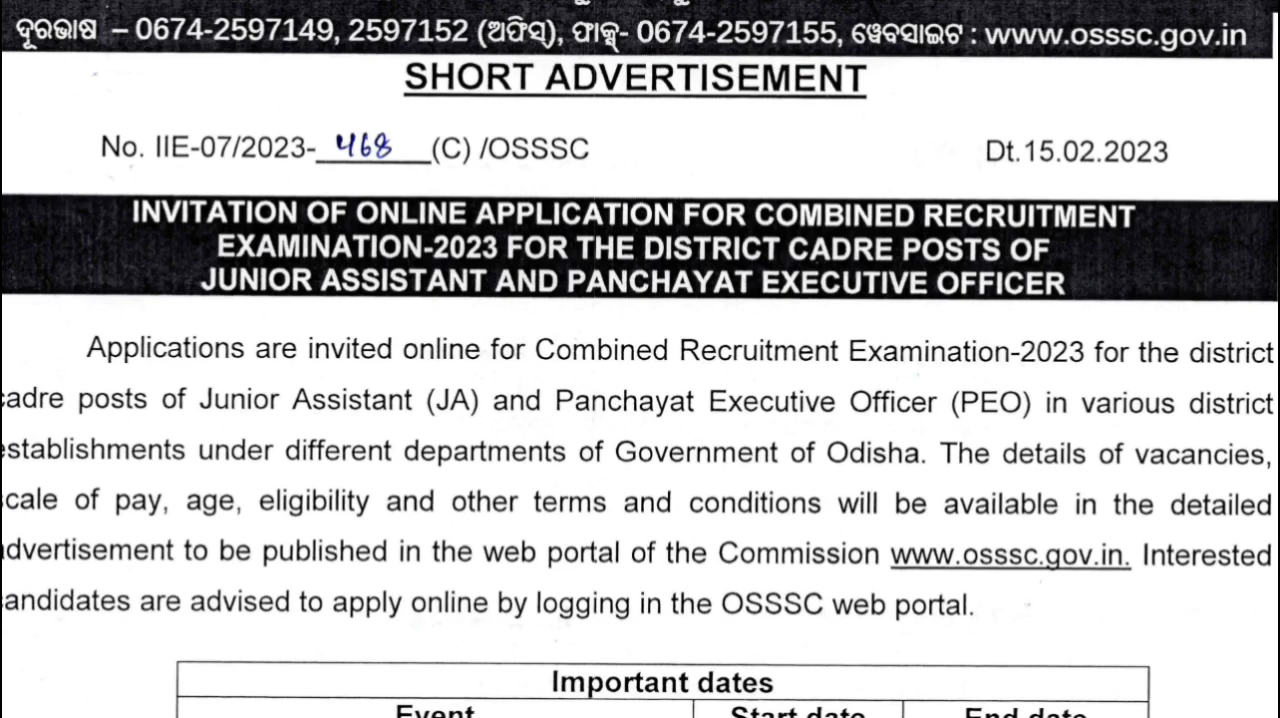 ଦୂରଭାଷ – 0674-2597149, 2597152 (ଅଫିସ୍), ଫାକ୍ସ- 0674-2597155, ୱେବସାଇଟ : www.osssc.gov.in
SHORT ADVERTISEMENT
No. IIE-07/2023- 468 (C) /OSSSC Dt.15.02.2023
INVITATION OF ONLINE APPLICATION FOR COMBINED RECRUITMENT
EXAMINATION-2023 FOR THE DISTRICT CADRE POSTS OF
JUNIOR ASSISTANT AND PANCHAYAT EXECUTIVE OFFICER
Applications are invited online for Combined Recruitment Examination-2023 for the district
cadre posts of Junior Assistant (JA) and Panchayat Executive Officer (PEO) in various district
establishments under different departments of Government of Odisha. The details of vacancies,
scale of pay, age, eligibility and other terms and conditions will be available in the detailed
advertisement to be published in the web portal of the Commission www.osssc.gov.in. Interested
candidates are advised to apply online by logging in the OSSSC web portal.
Important dates
Event Start date End date